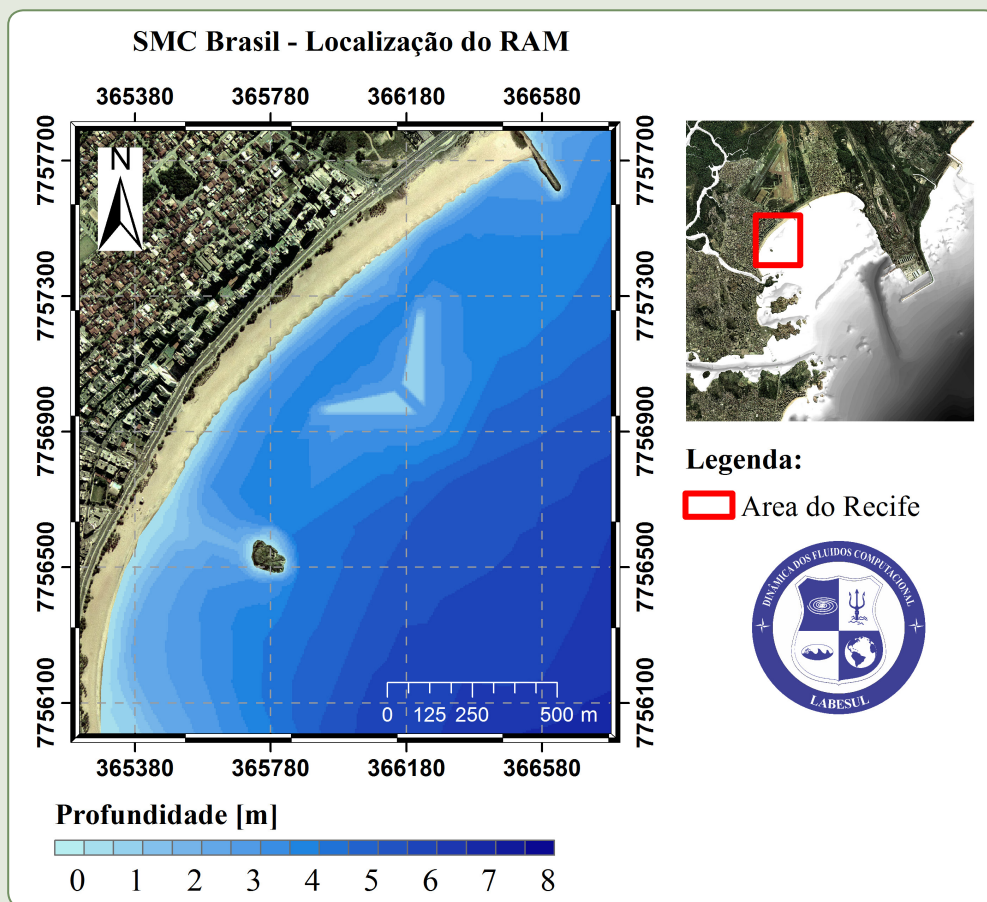 SMC Brasil - Localização do RAM
365380 365780 366180 366580
7755700 7757300 7756900 7756500 7756100
N
7755700 7757300 7756900 7756500 7756100
0 125 250 500 m
365380 365780 366180 366580
Profundidade [m]
0 1 2 3 4 5 6 7 8
Legenda:
Area do Recife
DINÂMICA DOS FLUIDOS COMPUTACIONAL
LABESUL